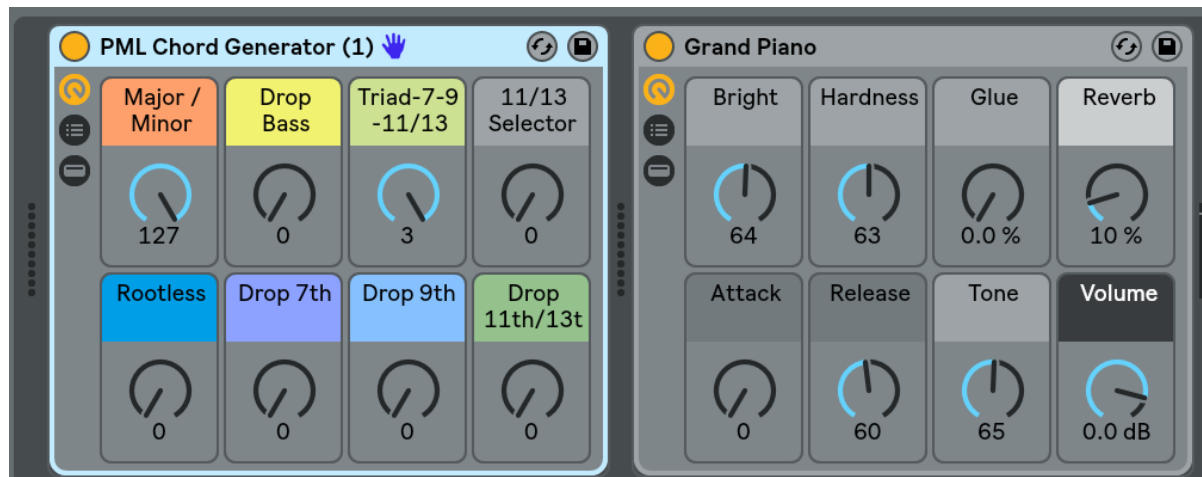 PML Chord Generator (1)
Major /
Minor
127
Drop
Bass
0
Triad-7-9
-11/13
3
11/13
Selector
0
Rootless
0
Drop 7th
0
Drop 9th
0
Drop
11th/13t
0
Grand Piano
Bright
64
Hardness
63
Glue
0.0 %
Reverb
10 %
Attack
0
Release
60
Tone
65
Volume
0.0 dB